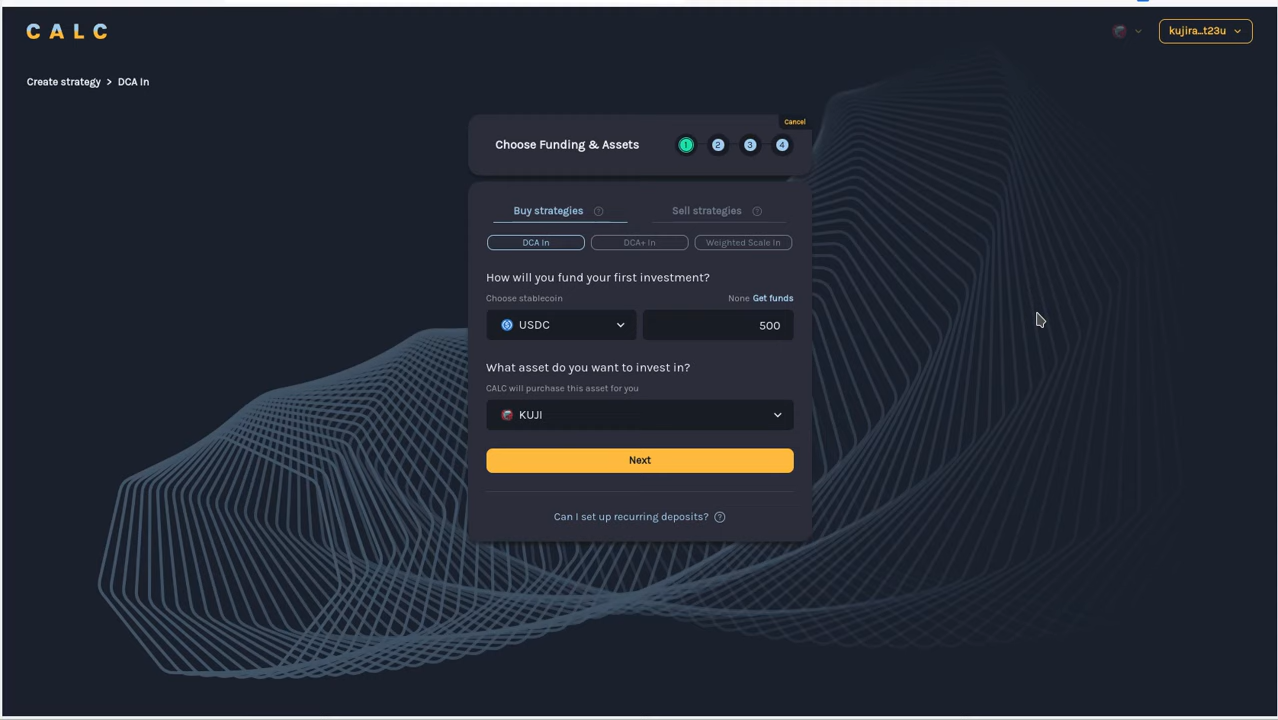 CALC
kujira...t23u
Create strategy > DCA In
Cancel
Choose Funding & Assets
1 2 3 4
Buy strategies ? Sell strategies ?
DCA In DCA+ In Weighted Scale In
How will you fund your first investment?
Choose stablecoin None Get funds
USDC 500
What asset do you want to invest in?
CALC will purchase this asset for you
KUJI
Next
Can I set up recurring deposits? ?